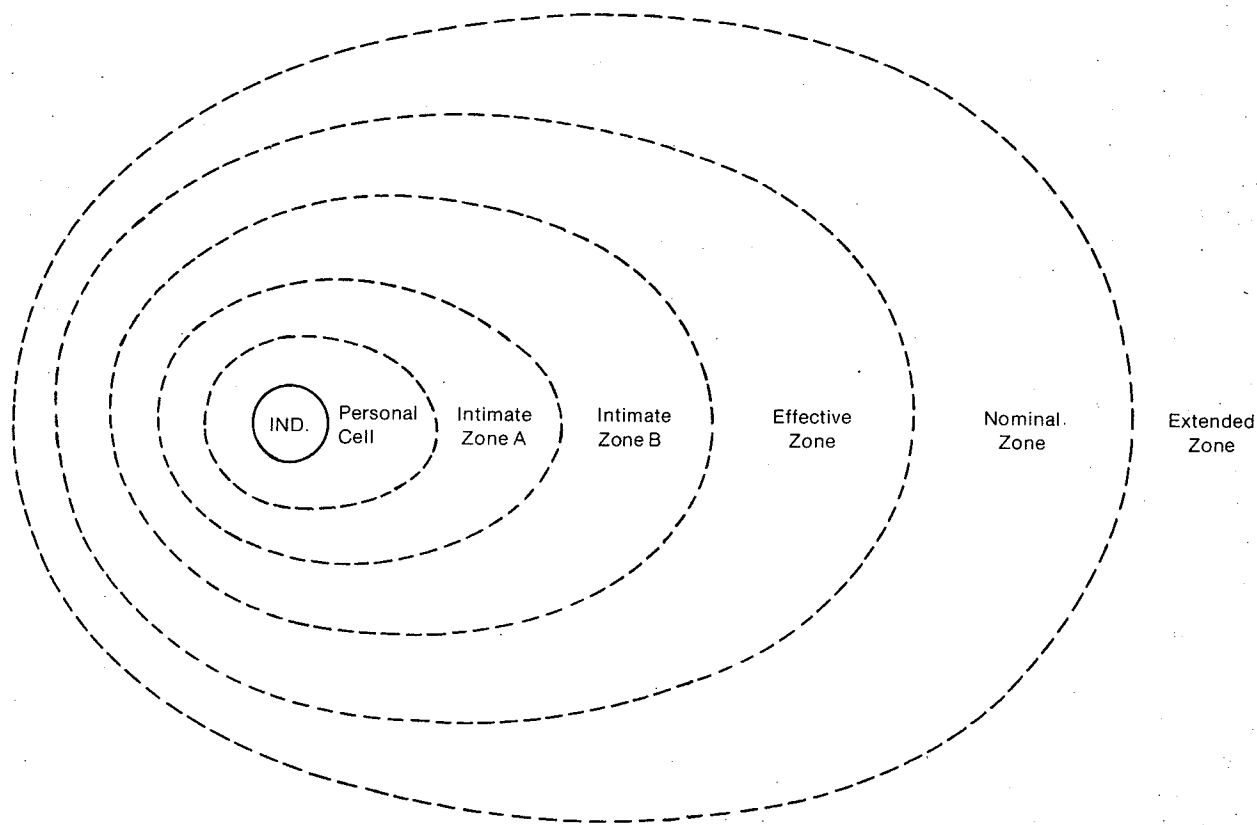 IND.
Personal
Cell
Intimate
Zone A
Intimate
Zone B
Effective
Zone
Nominal
Zone
Extended
Zone